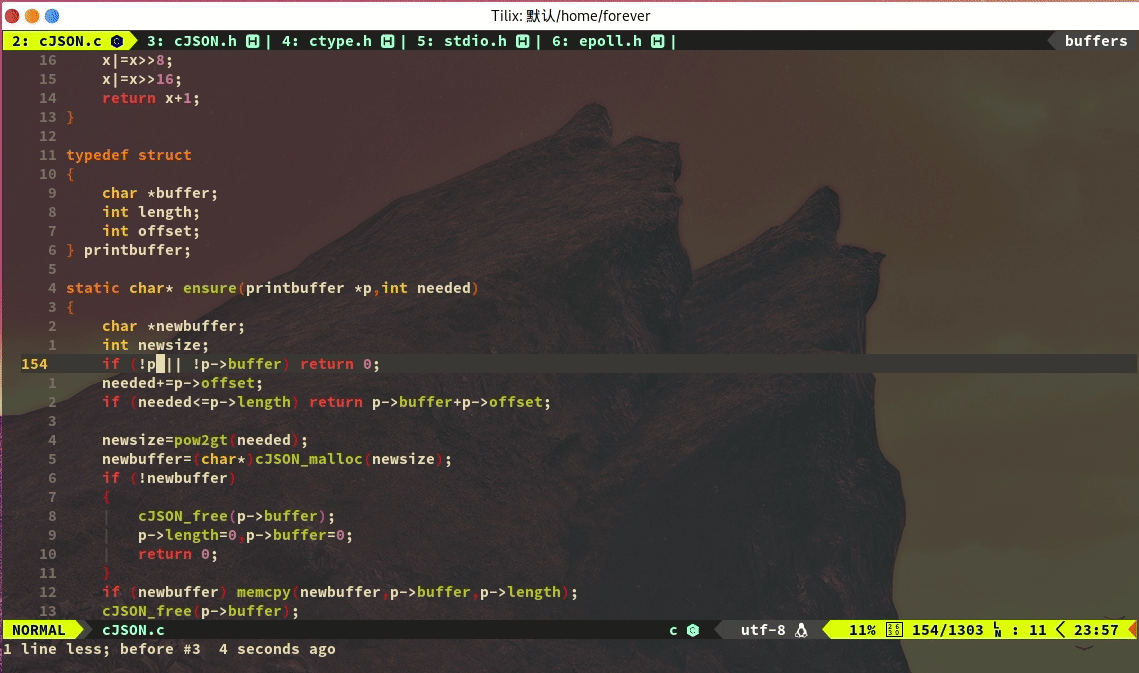 Tilix: 默认/home/forever
2: cJSON.c 3: cJSON.h H | 4: ctype.h H | 5: stdio.h H | 6: epoll.h H | buffers
16 x|=x>>8;
15 x|=x>>16;
14 return x+1;
13 }
12
11 typedef struct
10 {
9 char *buffer;
8 int length;
7 int offset;
6 } printbuffer;
5
4 static char* ensure(printbuffer *p,int needed)
3 {
2 char *newbuffer;
1 int newsize;
154 if (!p || !p->buffer) return 0;
1 needed+=p->offset;
2 if (needed<=p->length) return p->buffer+p->offset;
3
4 newsize=pow2gt(needed);
5 newbuffer=(char*)cJSON_malloc(newsize);
6 if (!newbuffer)
7 {
8 cJSON_free(p->buffer);
9 p->length=0,p->buffer=0;
10 return 0;
11 }
12 if (newbuffer) memcpy(newbuffer,p->buffer,p->length);
13 cJSON_free(p->buffer);
NORMAL cJSON.c c utf-8 11% 154/1303 LN : 11 23:57
1 line less; before #3 4 seconds ago